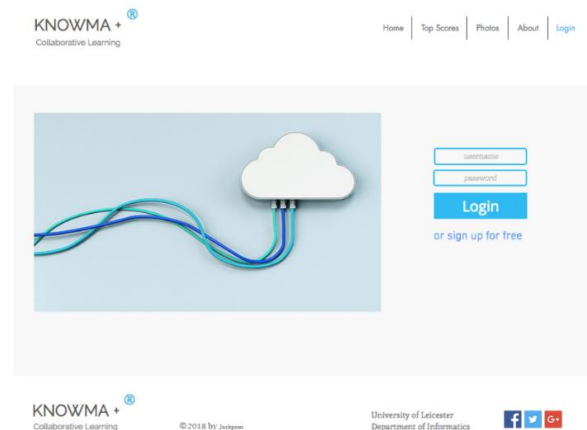 KNOWMA + ®
Collaborative Learning
Home
Top Scores
Photos
About
Login
username
password
Login
or sign up for free
KNOWMA + ®
Collaborative Learning
© 2018 by
University of Leicester
Department of Informatics
f
G+